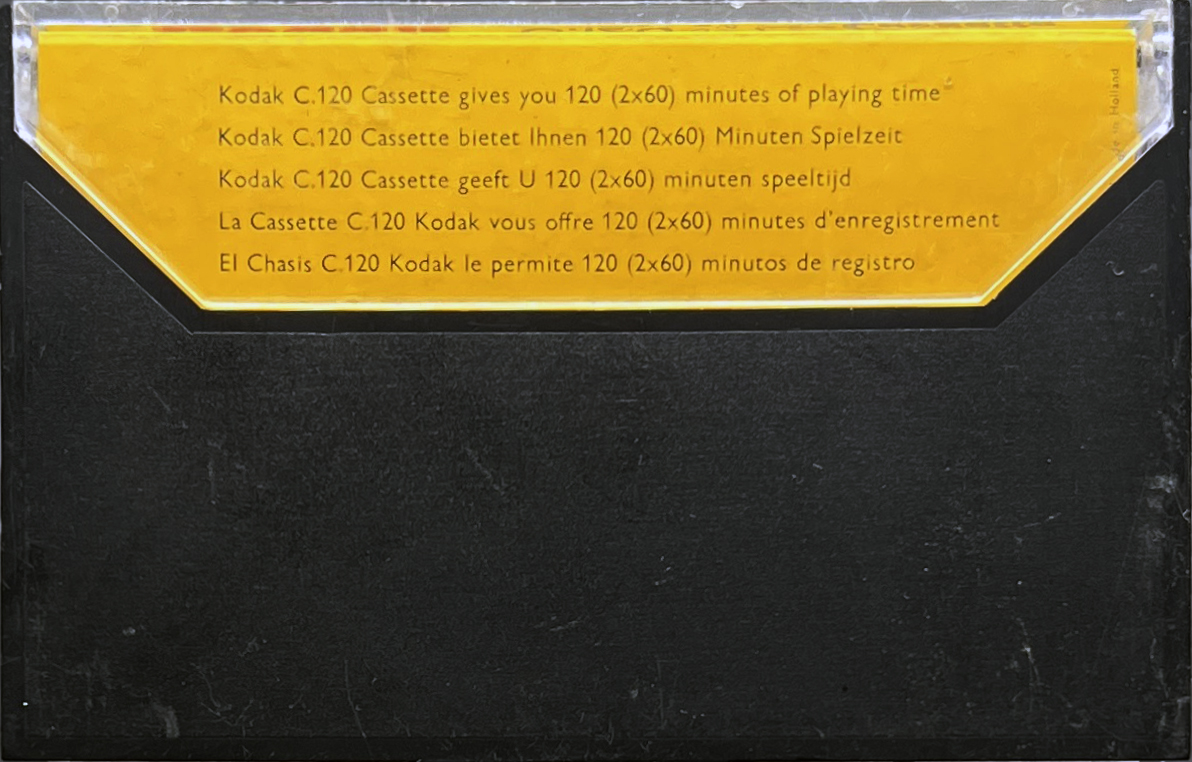 Kodak C.120 Cassette gives you 120 (2x60) minutes of playing time
Kodak C.120 Cassette bietet Ihnen 120 (2x60) Minuten Spielzeit
Kodak C.120 Cassette geeft U 120 (2x60) minuten speeltijd
La Cassette C.120 Kodak vous offre 120 (2x60) minutes d'enregistrement
El Chasis C.120 Kodak le permite 120 (2x60) minutos de registro
Holland